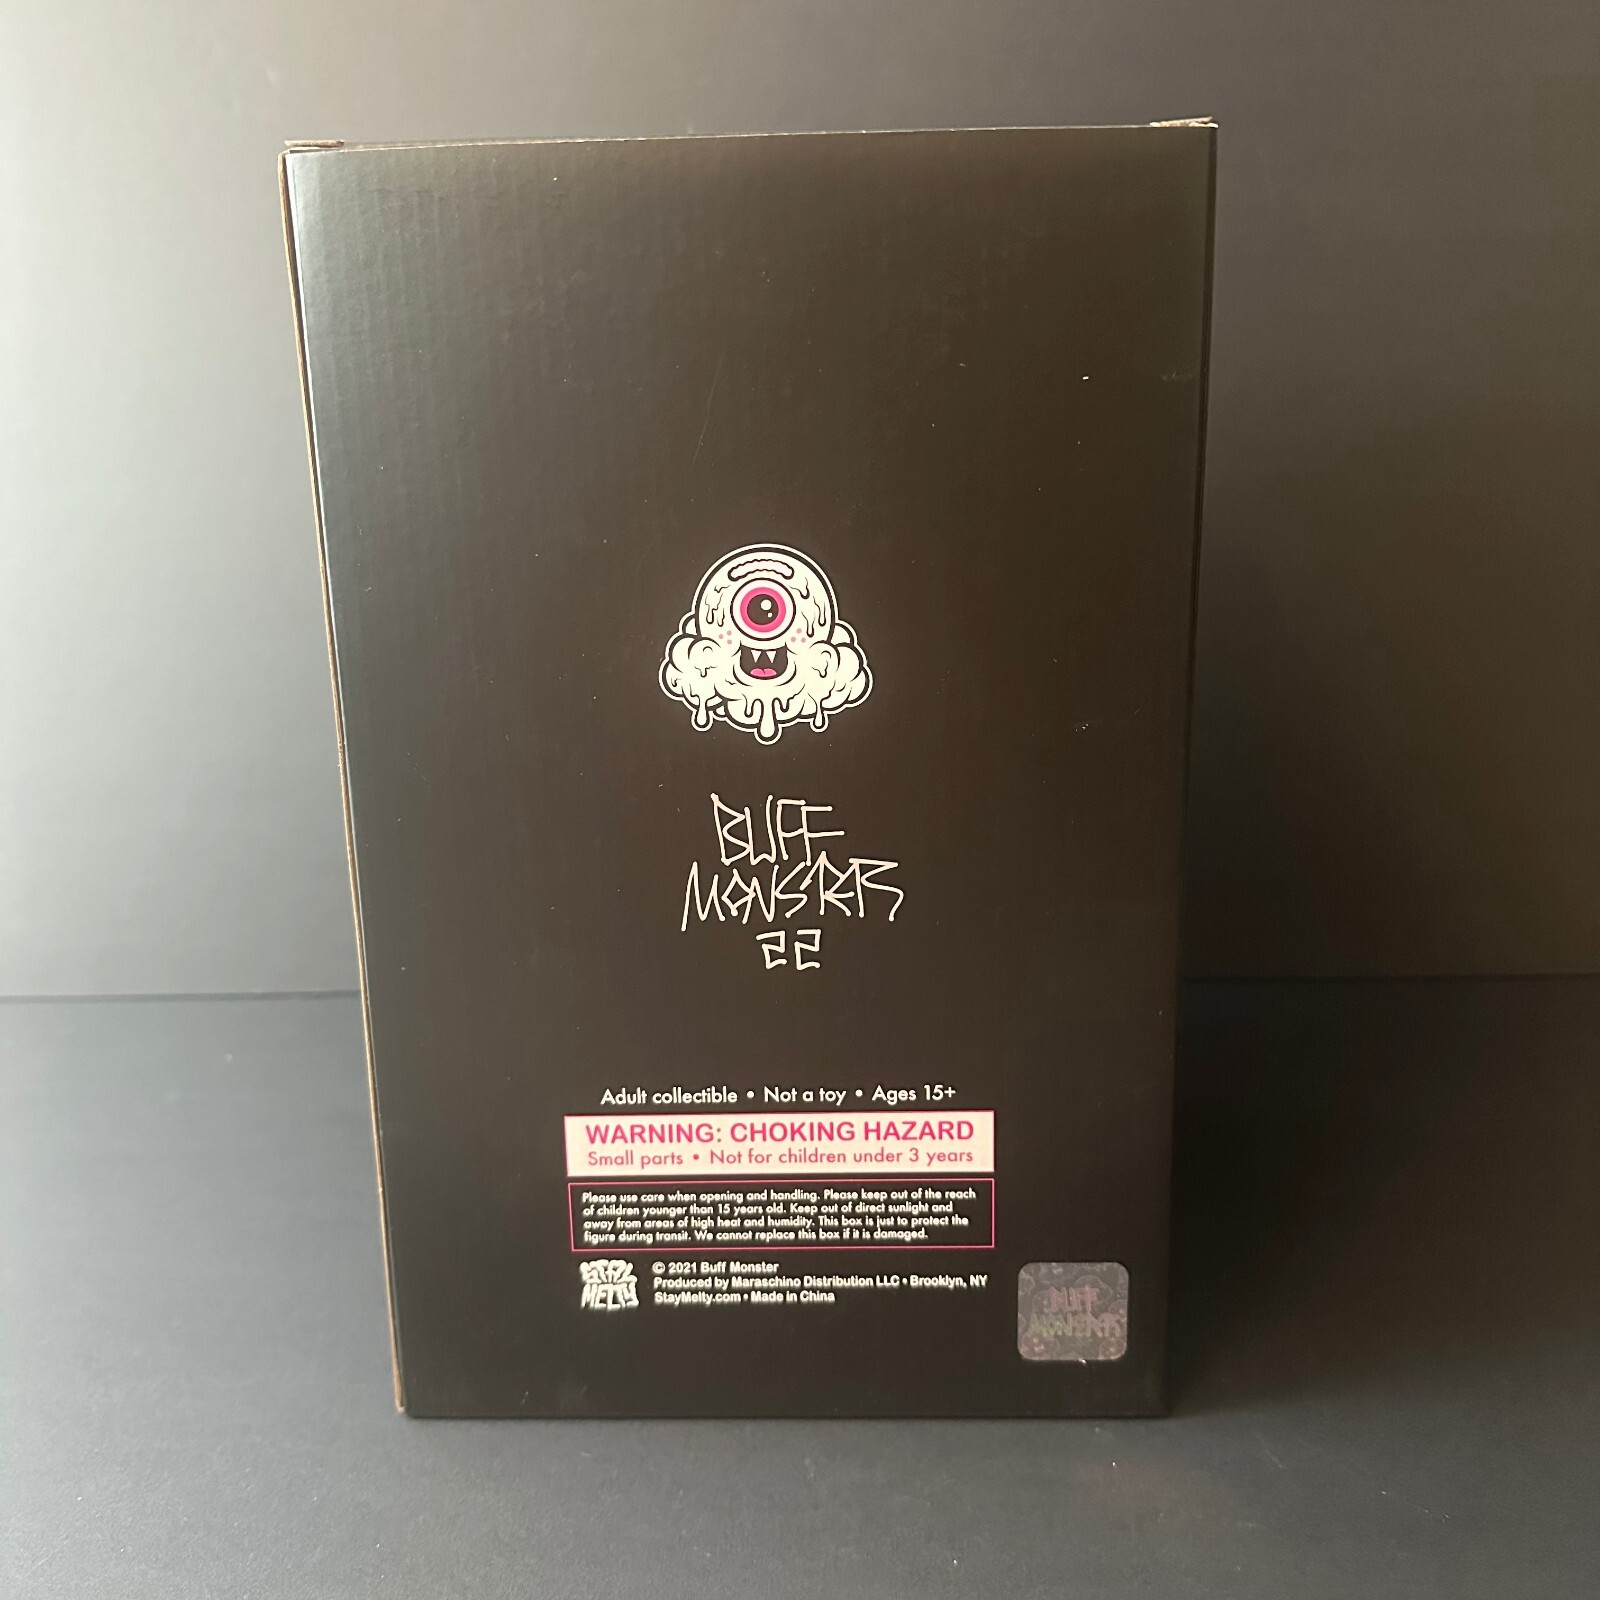 BUFF
MONSTER
22
Adult collectible • Not a toy • Ages 15+
WARNING: CHOKING HAZARD
Small parts • Not for children under 3 years
Please use care when opening and handling. Please keep out of the reach
of children younger than 15 years old. Keep out of direct sunlight and
away from areas of high heat and humidity. This box is just to protect the
figure during transit. We cannot replace this box if it is damaged.
STAY
MELTY
© 2021 Buff Monster
Produced by Maraschino Distribution LLC • Brooklyn, NY
StayMelty.com • Made in China
BUFF
MONSTER